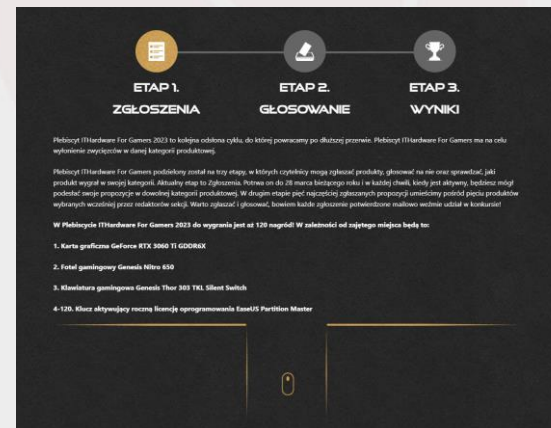 ETAP 1.
ZGŁOSZENIA
ETAP 2.
GŁOSOWANIE
ETAP 3.
WYNIKI
Plebiscyt ITHardware For Gamers 2023 to kolejna odsłona cyklu, do której powracamy po dłuższej przerwie. Plebiscyt ITHardware For Gamers ma na celu
wyłonienie zwycięzców w danej kategorii produktowej.
Plebiscyt ITHardware For Gamers podzielony został na trzy etapy, w których czytelnicy mogą zgłaszać produkty, głosować na nie oraz sprawdzać, jaki
produkt wygrał w swojej kategorii. Aktualny etap to Zgłoszenia. Potrwa on do 28 marca bieżącego roku i w każdej chwili, kiedy jest aktywny, będziesz mógł
podesłać swoje propozycje w dowolnej kategorii produktowej. W drugim etapie pięć najczęściej zgłaszanych propozycji umieścimy pośród pięciu produktów
wybranych wcześniej przez redaktorów sekcji. Warto zgłaszać i głosować, bowiem każde zgłoszenie potwierdzone mailowo weźmie udział w konkursie!
W Plebiscycie ITHardware For Gamers 2023 do wygrania jest aż 120 nagród! W zależności od zajętego miejsca będą to:
1. Karta graficzna GeForce RTX 3060 Ti GDDR6X
2. Fotel gamingowy Genesis Nitro 650
3. Klawiatura gamingowa Genesis Thor 303 TKL Silent Switch
4-120. Klucz aktywujący roczną licencję oprogramowania EaseUS Partition Master